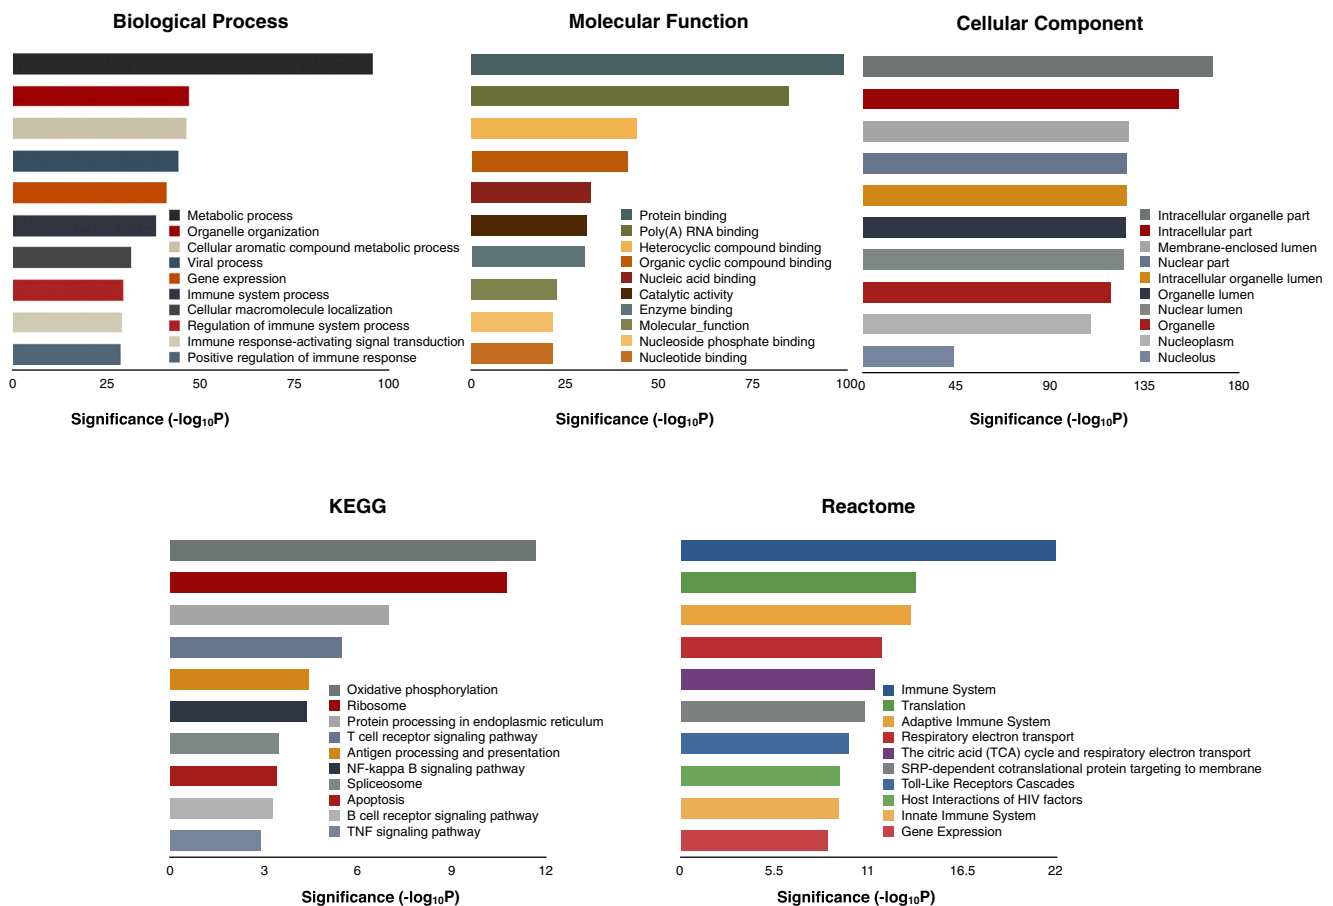 Biological Process
Metabolic process
Organelle organization
Cellular aromatic compound metabolic process
Viral process
Gene expression
Immune system process
Cellular macromolecule localization
Regulation of immune system process
Immune response-activating signal transduction
Positive regulation of immune response
0 25 50 75 100
Significance (-log₁₀P)
Molecular Function
Protein binding
Poly(A) RNA binding
Heterocyclic compound binding
Organic cyclic compound binding
Nucleic acid binding
Catalytic activity
Enzyme binding
Molecular_function
Nucleoside phosphate binding
Nucleotide binding
0 25 50 75 100
Significance (-log₁₀P)
Cellular Component
Intracellular organelle part
Intracellular part
Membrane-enclosed lumen
Nuclear part
Intracellular organelle lumen
Organelle lumen
Nuclear lumen
Organelle
Nucleoplasm
Nucleolus
0 45 90 135 180
Significance (-log₁₀P)
KEGG
Oxidative phosphorylation
Ribosome
Protein processing in endoplasmic reticulum
T cell receptor signaling pathway
Antigen processing and presentation
NF-kappa B signaling pathway
Spliceosome
Apoptosis
B cell receptor signaling pathway
TNF signaling pathway
0 3 6 9 12
Significance (-log₁₀P)
Reactome
Immune System
Translation
Adaptive Immune System
Respiratory electron transport
The citric acid (TCA) cycle and respiratory electron transport
SRP-dependent cotranslational protein targeting to membrane
Toll-Like Receptors Cascades
Host Interactions of HIV factors
Innate Immune System
Gene Expression
0 5.5 11 16.5 22
Significance (-log₁₀P)